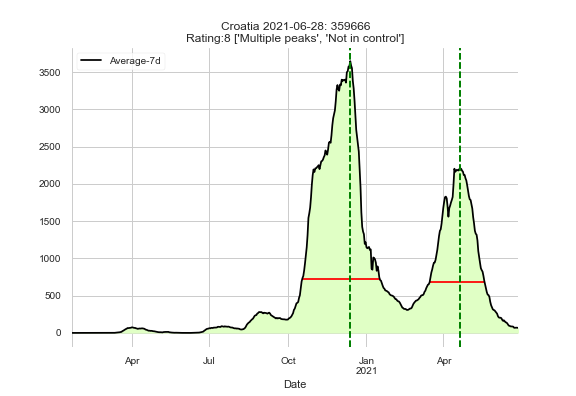 Croatia 2021-06-28: 359666
Rating:8 ['Multiple peaks', 'Not in control']
Average-7d
3500
3000
2500
2000
1500
1000
500
0
Apr
Jul
Oct
Jan
2021
Apr
Date